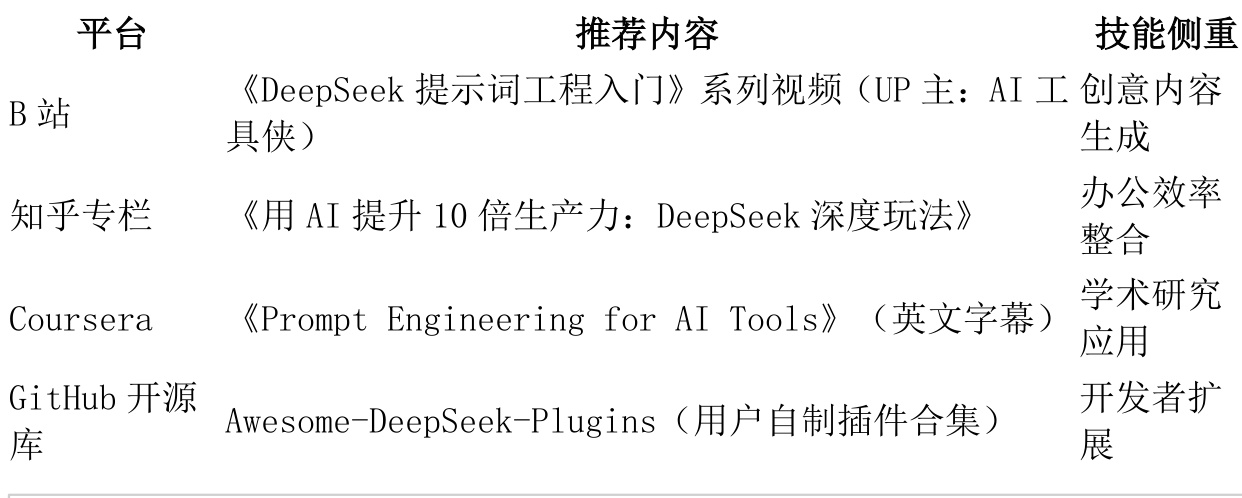 平台 推荐内容 技能侧重
B 站 《DeepSeek 提示词工程入门》系列视频（UP 主：AI 工具侠） 创意内容生成
知乎专栏 《用 AI 提升 10 倍生产力：DeepSeek 深度玩法》 办公效率整合
Coursera 《Prompt Engineering for AI Tools》（英文字幕） 学术研究应用
GitHub 开源库 Awesome-DeepSeek-Plugins（用户自制插件合集） 开发者扩展